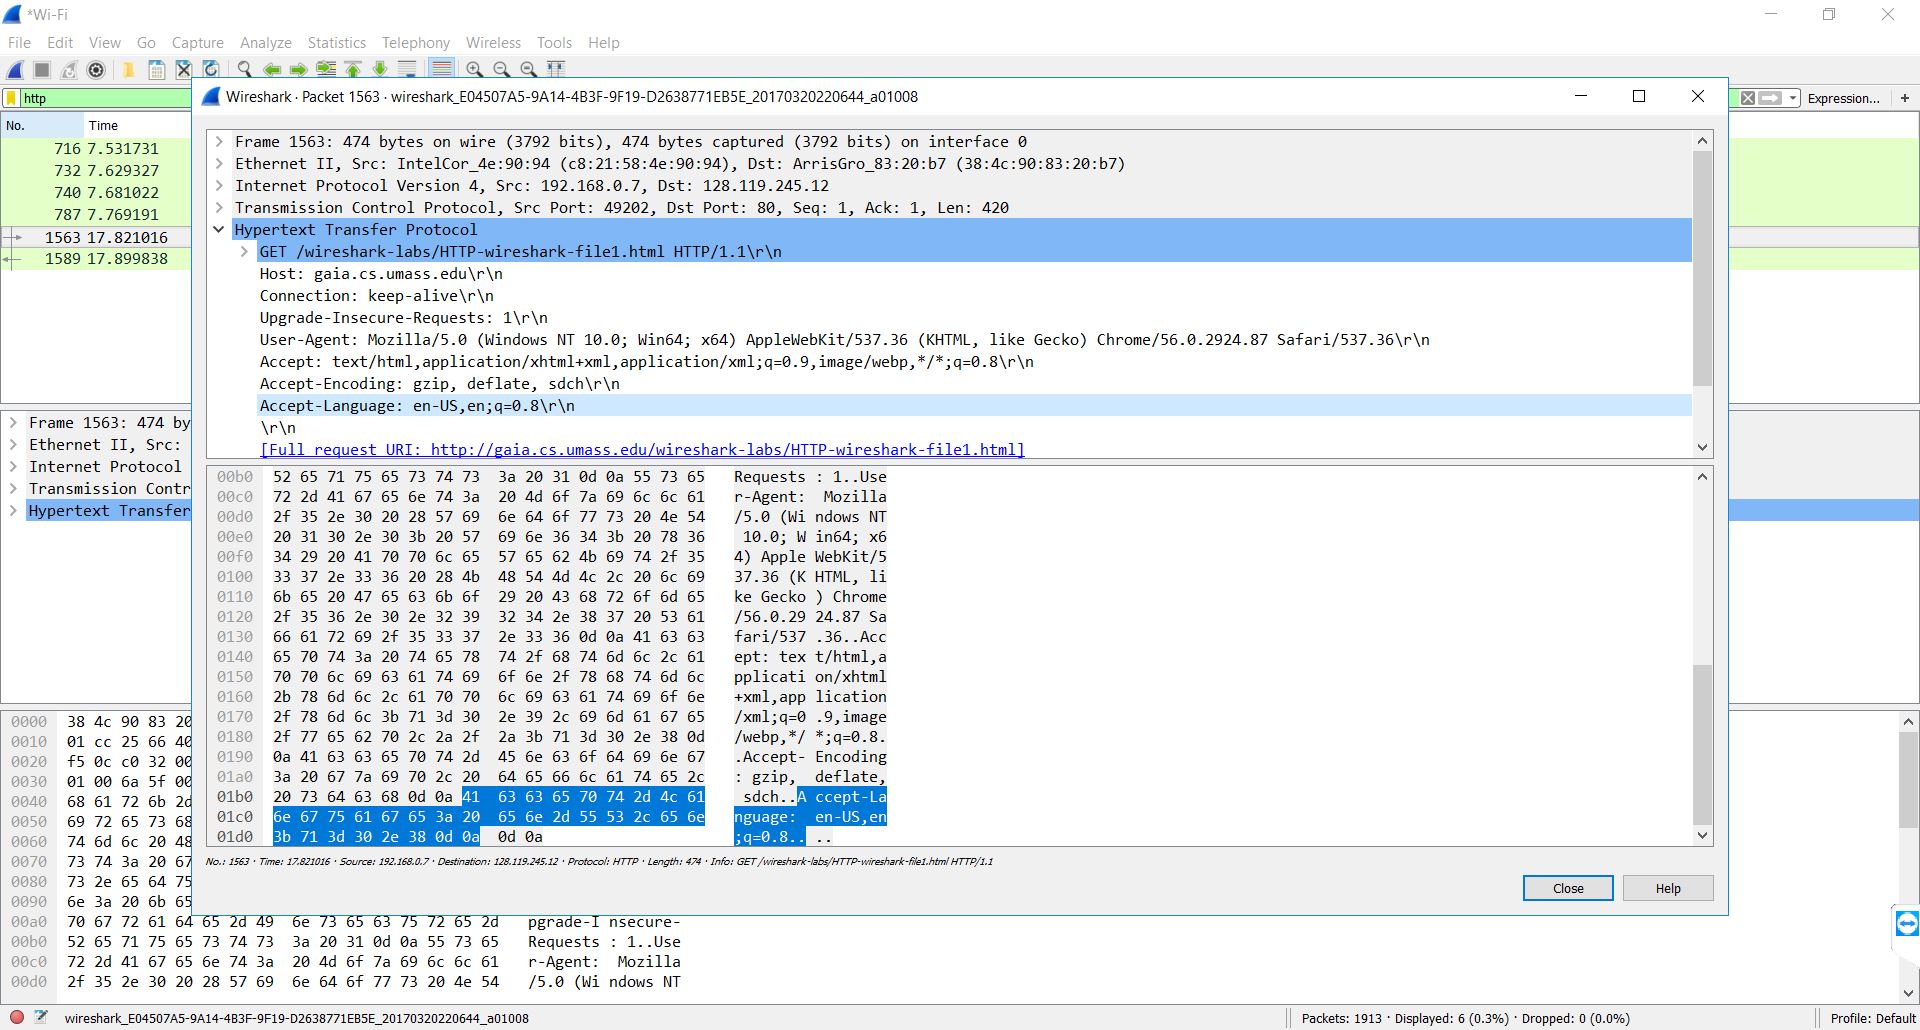 *Wi-Fi
File Edit View Go Capture Analyze Statistics Telephony Wireless Tools Help
http
Expression... +
No. Time
716 7.531731
732 7.629327
740 7.681022
787 7.769191
1563 17.821016
1589 17.899838
Frame 1563: 474 by
Ethernet II, Src:
Internet Protocol
Transmission Contr
Hypertext Transfer
Wireshark · Packet 1563 · wireshark_E04507A5-9A14-4B3F-9F19-D2638771EB5E_20170320220644_a01008
Frame 1563: 474 bytes on wire (3792 bits), 474 bytes captured (3792 bits) on interface 0
Ethernet II, Src: IntelCor_4e:90:94 (c8:21:58:4e:90:94), Dst: ArrisGro_83:20:b7 (38:4c:90:83:20:b7)
Internet Protocol Version 4, Src: 192.168.0.7, Dst: 128.119.245.12
Transmission Control Protocol, Src Port: 49202, Dst Port: 80, Seq: 1, Ack: 1, Len: 420
Hypertext Transfer Protocol
GET /wireshark-labs/HTTP-wireshark-file1.html HTTP/1.1\r\n
Host: gaia.cs.umass.edu\r\n
Connection: keep-alive\r\n
Upgrade-Insecure-Requests: 1\r\n
User-Agent: Mozilla/5.0 (Windows NT 10.0; Win64; x64) AppleWebKit/537.36 (KHTML, like Gecko) Chrome/56.0.2924.87 Safari/537.36\r\n
Accept: text/html,application/xhtml+xml,application/xml;q=0.9,image/webp,*/*;q=0.8\r\n
Accept-Encoding: gzip, deflate, sdch\r\n
Accept-Language: en-US,en;q=0.8\r\n
\r\n
[Full request URI: http://gaia.cs.umass.edu/wireshark-labs/HTTP-wireshark-file1.html]
00b0 52 65 71 75 65 73 74 73 3a 20 31 0d 0a 55 73 65 Requests : 1..Use
00c0 72 2d 41 67 65 6e 74 3a 20 4d 6f 7a 69 6c 6c 61 r-Agent: Mozilla
00d0 2f 35 2e 30 20 28 57 69 6e 64 6f 77 73 20 4e 54 /5.0 (Wi ndows NT
00e0 20 31 30 2e 30 3b 20 57 69 6e 36 34 3b 20 78 36 10.0; W in64; x6
00f0 34 29 20 41 70 70 6c 65 57 65 62 4b 69 74 2f 35 4) Apple WebKit/5
0100 33 37 2e 33 36 20 28 4b 48 54 4d 4c 2c 20 6c 69 37.36 (K HTML, li
0110 6b 65 20 47 65 63 6b 6f 29 20 43 68 72 6f 6d 65 ke Gecko ) Chrome
0120 2f 35 36 2e 30 2e 32 39 32 34 2e 38 37 20 53 61 /56.0.29 24.87 Sa
0130 66 61 72 69 2f 35 33 37 2e 33 36 0d 0a 41 63 63 fari/537 .36..Acc
0140 65 70 74 3a 20 74 65 78 74 2f 68 74 6d 6c 2c 61 ept: tex t/html,a
0150 70 70 6c 69 63 61 74 69 6f 6e 2f 78 68 74 6d 6c pplicati on/xhtml
0160 2b 78 6d 6c 2c 61 70 70 6c 69 63 61 74 69 6f 6e +xml,app lication
0170 2f 78 6d 6c 3b 71 3d 30 2e 39 2c 69 6d 61 67 65 /xml;q=0 .9,image
0180 2f 77 65 62 70 2c 2a 2f 2a 3b 71 3d 30 2e 38 0d /webp,*/ *;q=0.8.
0190 0a 41 63 63 65 70 74 2d 45 6e 63 6f 64 69 6e 67 .Accept- Encoding
01a0 3a 20 67 7a 69 70 2c 20 64 65 66 6c 61 74 65 2c : gzip, deflate,
01b0 20 73 64 63 68 0d 0a 41 63 63 65 70 74 2d 4c 61 sdch..A ccept-La
01c0 6e 67 75 61 67 65 3a 20 65 6e 2d 55 53 2c 65 6e nguage: en-US,en
01d0 3b 71 3d 30 2e 38 0d 0a 0d 0a ;q=0.8.. ..
No.: 1563 · Time: 17.821016 · Source: 192.168.0.7 · Destination: 128.119.245.12 · Protocol: HTTP · Length: 474 · Info: GET /wireshark-labs/HTTP-wireshark-file1.html HTTP/1.1
Close Help
0000 38 4c 90 83 20
0010 01 cc 25 66 40
0020 f5 0c c0 32 00
0030 01 00 6a 5f 00
0040 68 61 72 6b 2d
0050 69 72 65 73 68
0060 74 6d 6c 20 48
0070 73 74 3a 20 67
0080 73 2e 65 64 75
0090 6e 3a 20 6b 65
00a0 70 67 72 61 64 65 2d 49 6e 73 65 63 75 72 65 2d pgrade-I nsecure-
00b0 52 65 71 75 65 73 74 73 3a 20 31 0d 0a 55 73 65 Requests : 1..Use
00c0 72 2d 41 67 65 6e 74 3a 20 4d 6f 7a 69 6c 6c 61 r-Agent: Mozilla
00d0 2f 35 2e 30 20 28 57 69 6e 64 6f 77 73 20 4e 54 /5.0 (Wi ndows NT
wireshark_E04507A5-9A14-4B3F-9F19-D2638771EB5E_20170320220644_a01008
Packets: 1913 · Displayed: 6 (0.3%) · Dropped: 0 (0.0%)
Profile: Default